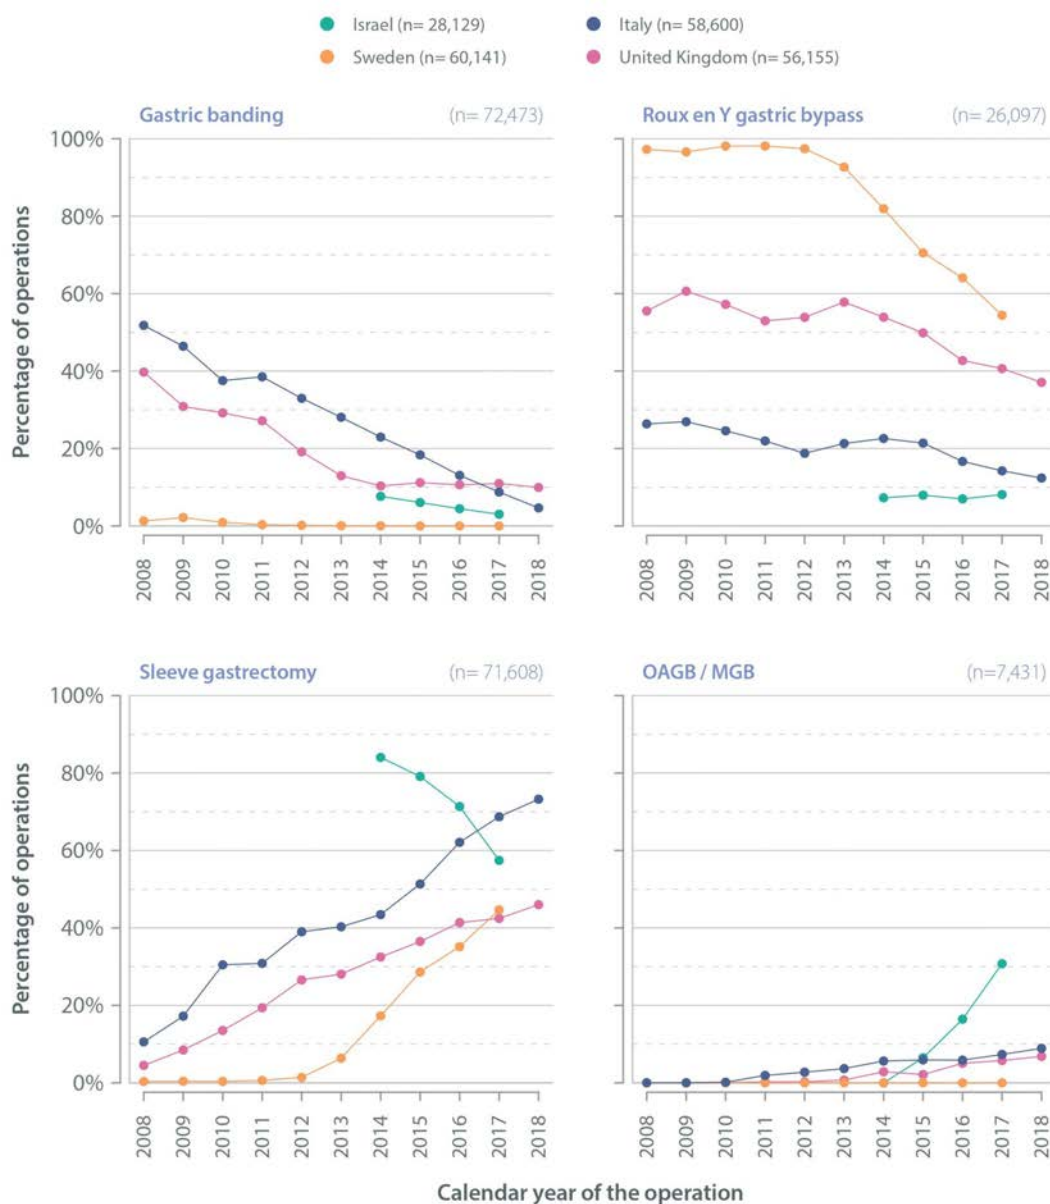 Israel (n= 28,129) Italy (n= 58,600)
Sweden (n= 60,141) United Kingdom (n= 56,155)
Gastric banding (n= 72,473) Roux en Y gastric bypass (n= 26,097)
100%
80%
60%
40%
20%
0%
Percentage of operations
2008 2009 2010 2011 2012 2013 2014 2015 2016 2017 2018 2008 2009 2010 2011 2012 2013 2014 2015 2016 2017 2018
Sleeve gastrectomy (n= 71,608) OAGB / MGB (n=7,431)
100%
80%
60%
40%
20%
0%
Percentage of operations
2008 2009 2010 2011 2012 2013 2014 2015 2016 2017 2018 2008 2009 2010 2011 2012 2013 2014 2015 2016 2017 2018
Calendar year of the operation